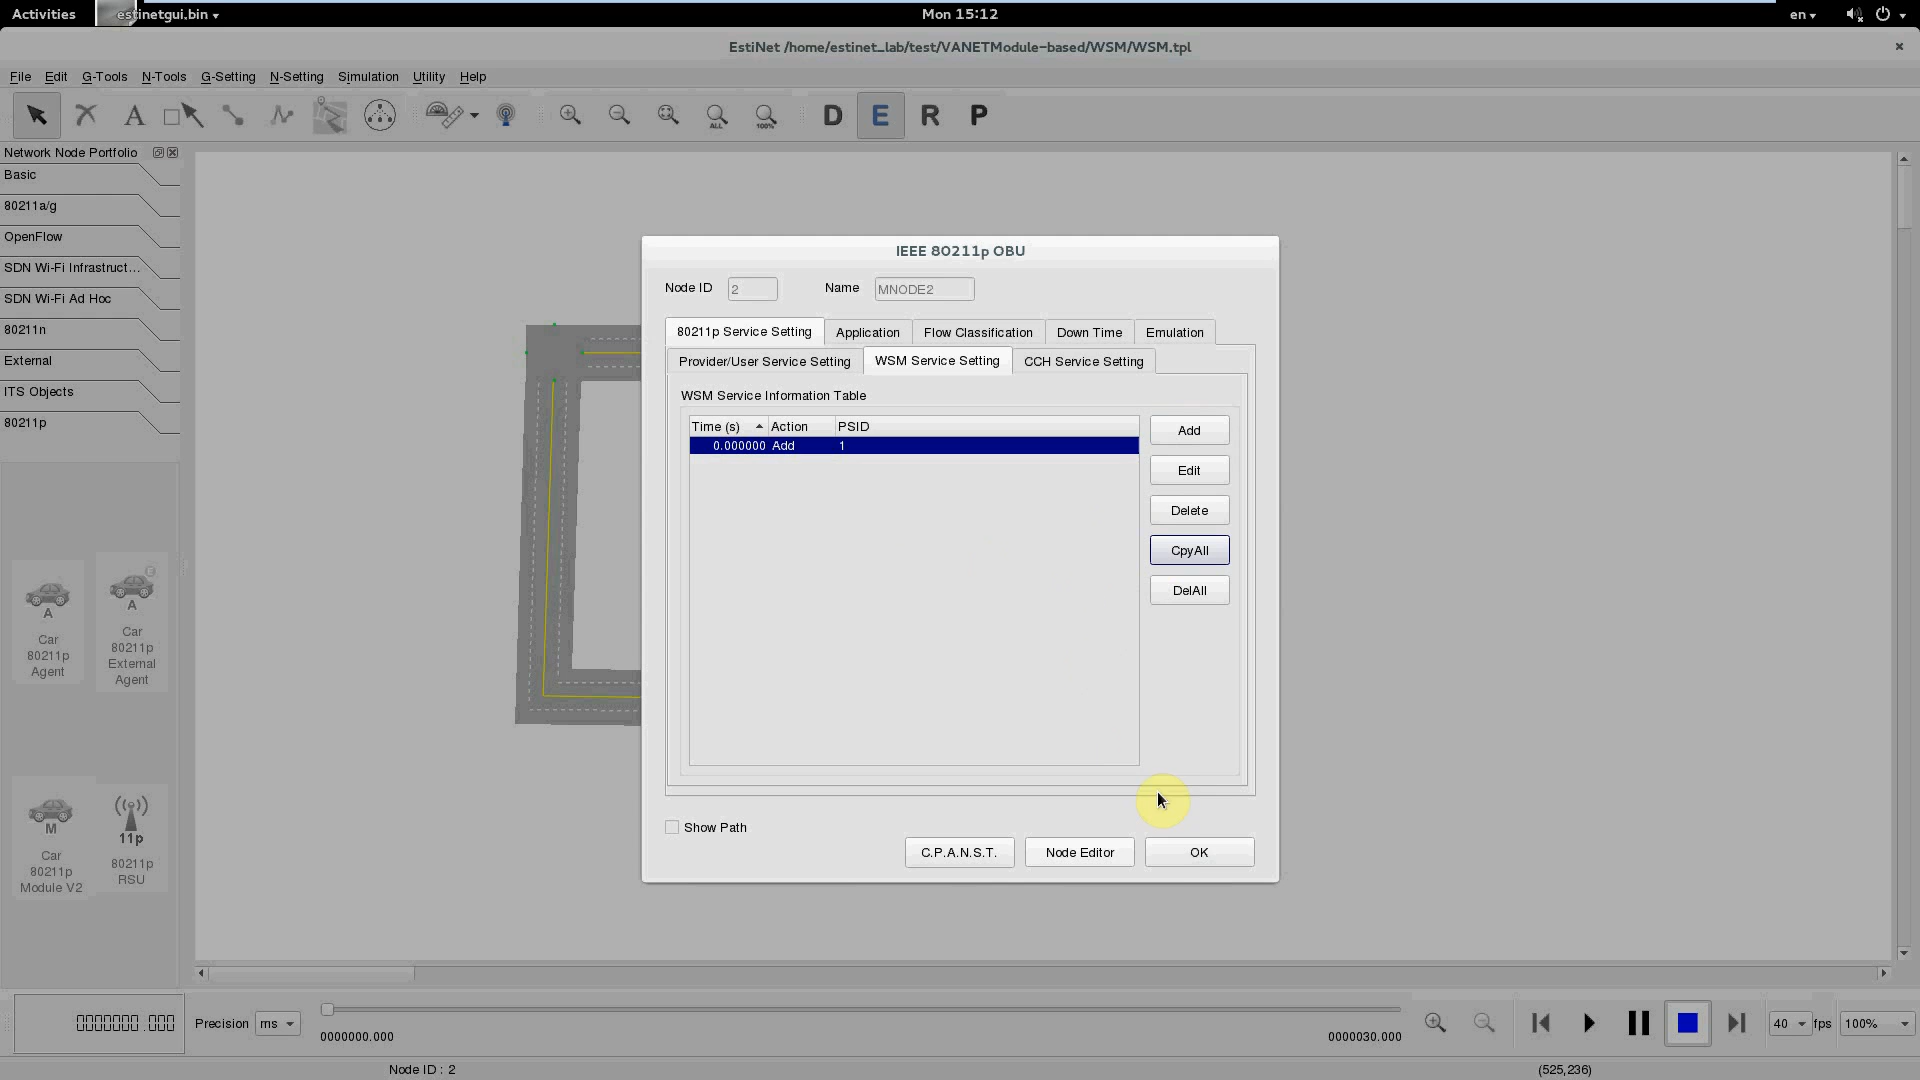 Activities estinetgui.bin Mon 15:12 en
EstiNet /home/estinet_lab/test/VANETModule-based/WSM/WSM.tpl
File Edit G-Tools N-Tools G-Setting N-Setting Simulation Utility Help
A ALL 100% D E R P
Network Node Portfolio
Basic
80211a/g
OpenFlow
SDN Wi-Fi Infrastruct...
SDN Wi-Fi Ad Hoc
80211n
External
ITS Objects
80211p
A
Car
80211p
Agent
A
Car
80211p
External
Agent
M
Car
80211p
Module V2
11p
80211p
RSU
IEEE 80211p OBU
Node ID 2 Name MNODE2
80211p Service Setting Application Flow Classification Down Time Emulation
Provider/User Service Setting WSM Service Setting CCH Service Setting
WSM Service Information Table
Time (s) Action PSID
0.000000 Add 1
Add
Edit
Delete
CpyAll
DelAll
Show Path
C.P.A.N.S.T. Node Editor OK
0000000.000 Precision ms 0000000.000 0000030.000 40 fps 100%
Node ID : 2 (525,236)